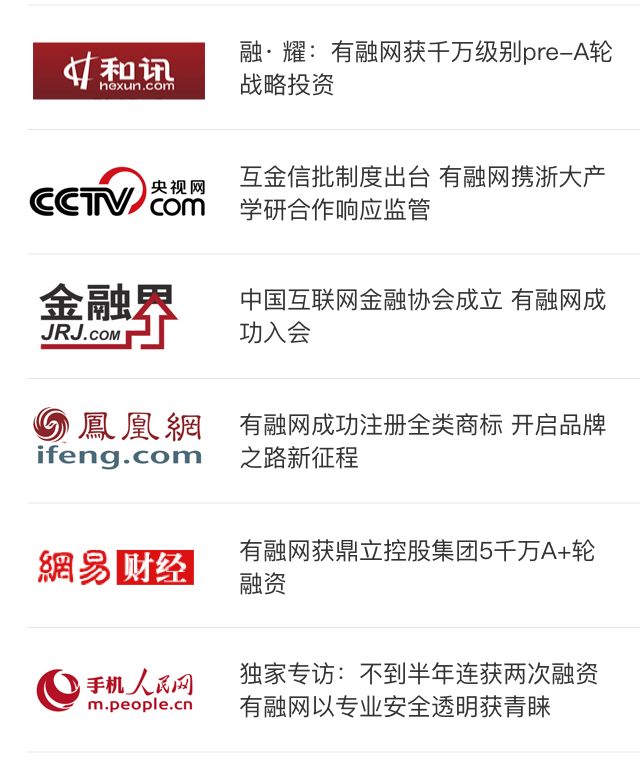 和讯
hexun.com
融·耀：有融网获千万级别pre-A轮
战略投资
CCTV 央视网
com
互金信批制度出台 有融网携浙大产
学研合作响应监管
金融界
JRJ.COM
中国互联网金融协会成立 有融网成
功入会
鳳凰網
ifeng.com
有融网成功注册全类商标 开启品牌
之路新征程
網易财经
有融网获鼎立控股集团5千万A+轮
融资
手机人民网
m.people.cn
独家专访：不到半年连获两次融资
有融网以专业安全透明获青睐